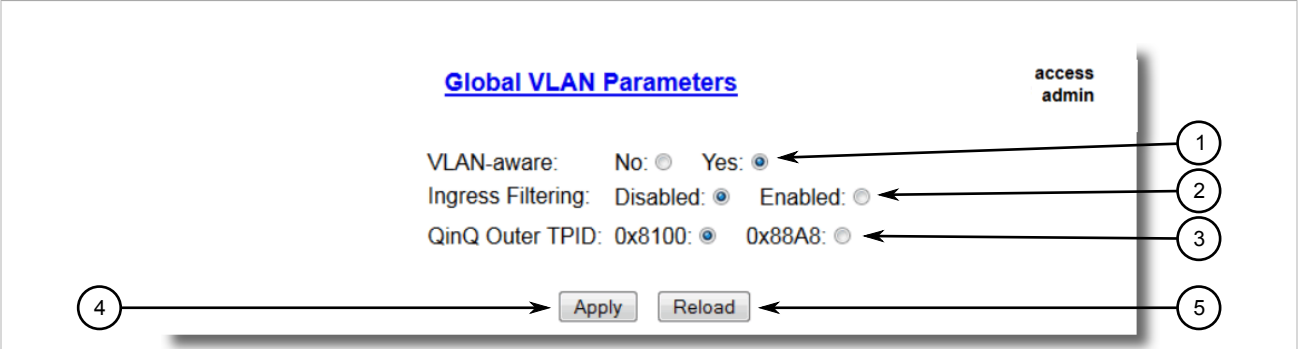 Global VLAN Parameters
access
admin
VLAN-aware: No: Yes:
1
Ingress Filtering: Disabled: Enabled:
2
QinQ Outer TPID: 0x8100: 0x88A8:
3
4
Apply
Reload
5